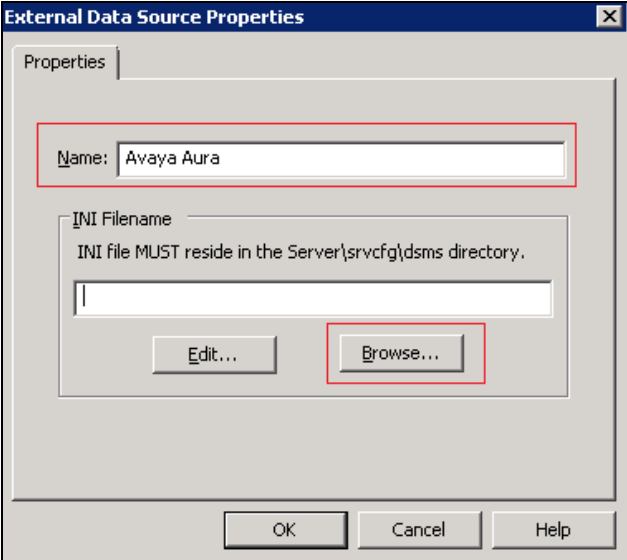 External Data Source Properties
Properties
Name: Avaya Aura
INI Filename
INI file MUST reside in the Server\srvcfg\dsms directory.
Edit... Browse...
OK Cancel Help